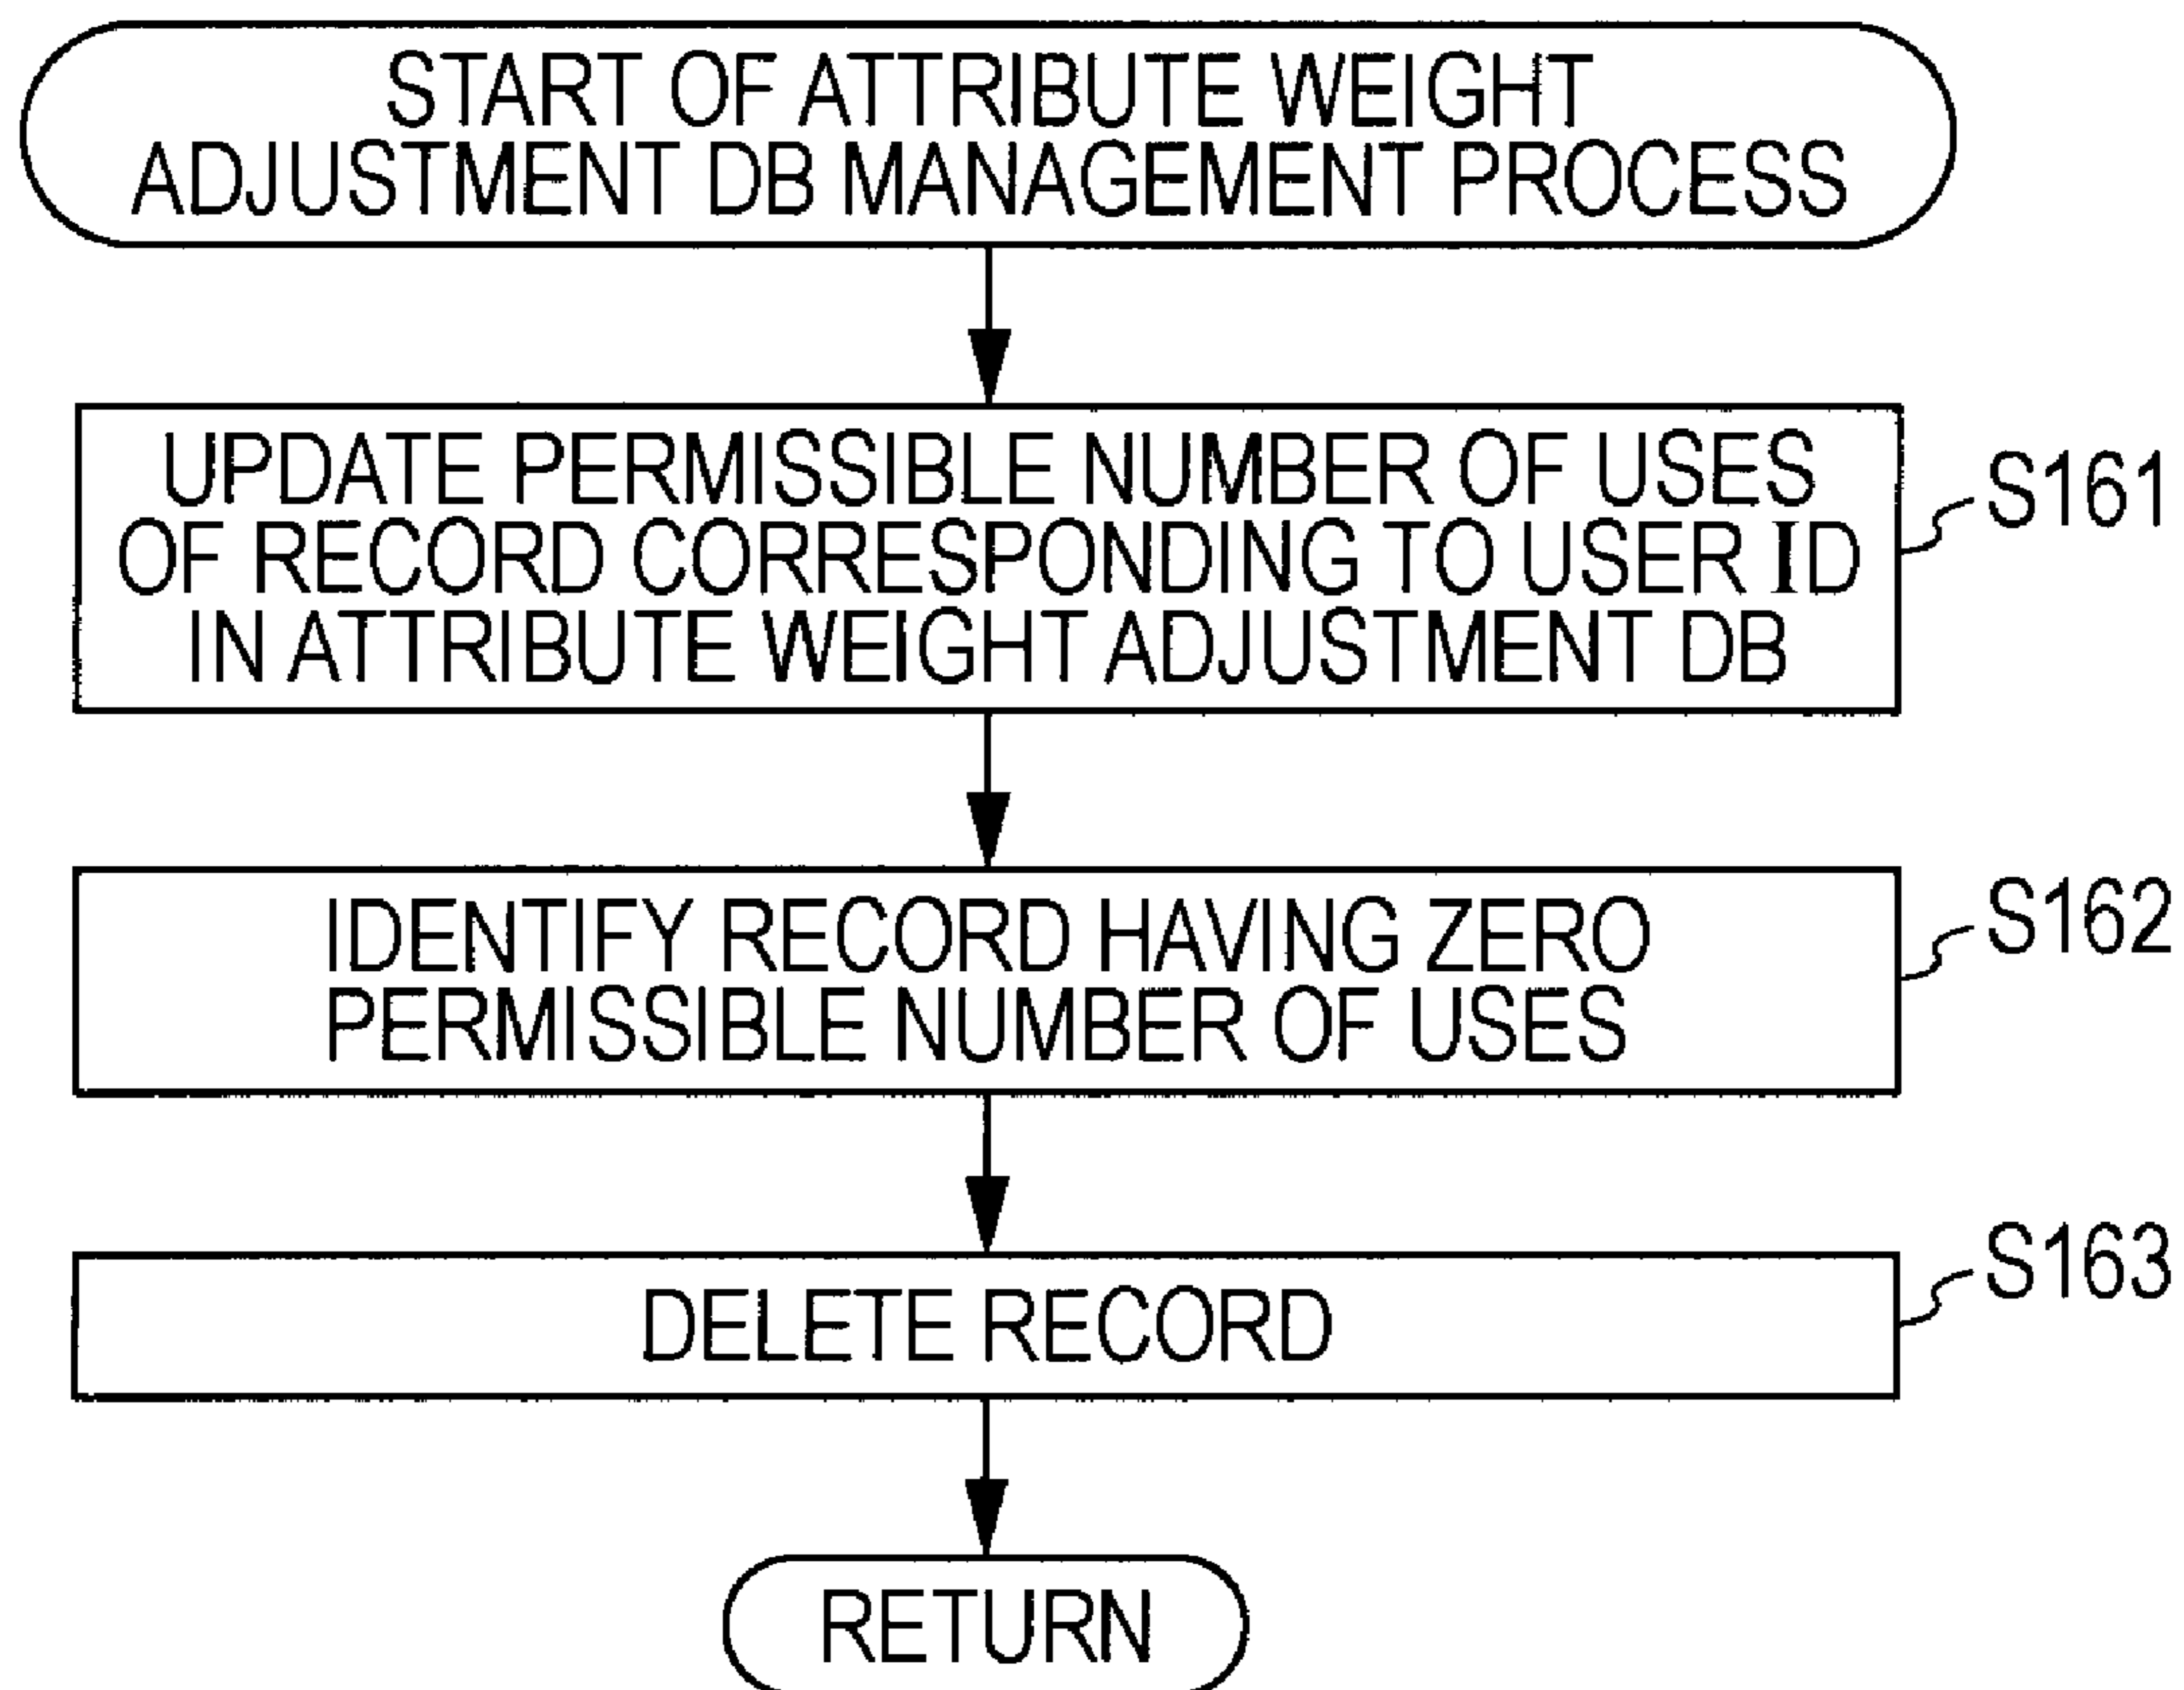 START OF ATTRIBUTE WEIGHT
ADJUSTMENT DB MANAGEMENT PROCESS
UPDATE PERMISSIBLE NUMBER OF USES
OF RECORD CORRESPONDING TO USER ID
IN ATTRIBUTE WEIGHT ADJUSTMENT DB
S161
IDENTIFY RECORD HAVING ZERO
PERMISSIBLE NUMBER OF USES
S162
DELETE RECORD
S163
RETURN